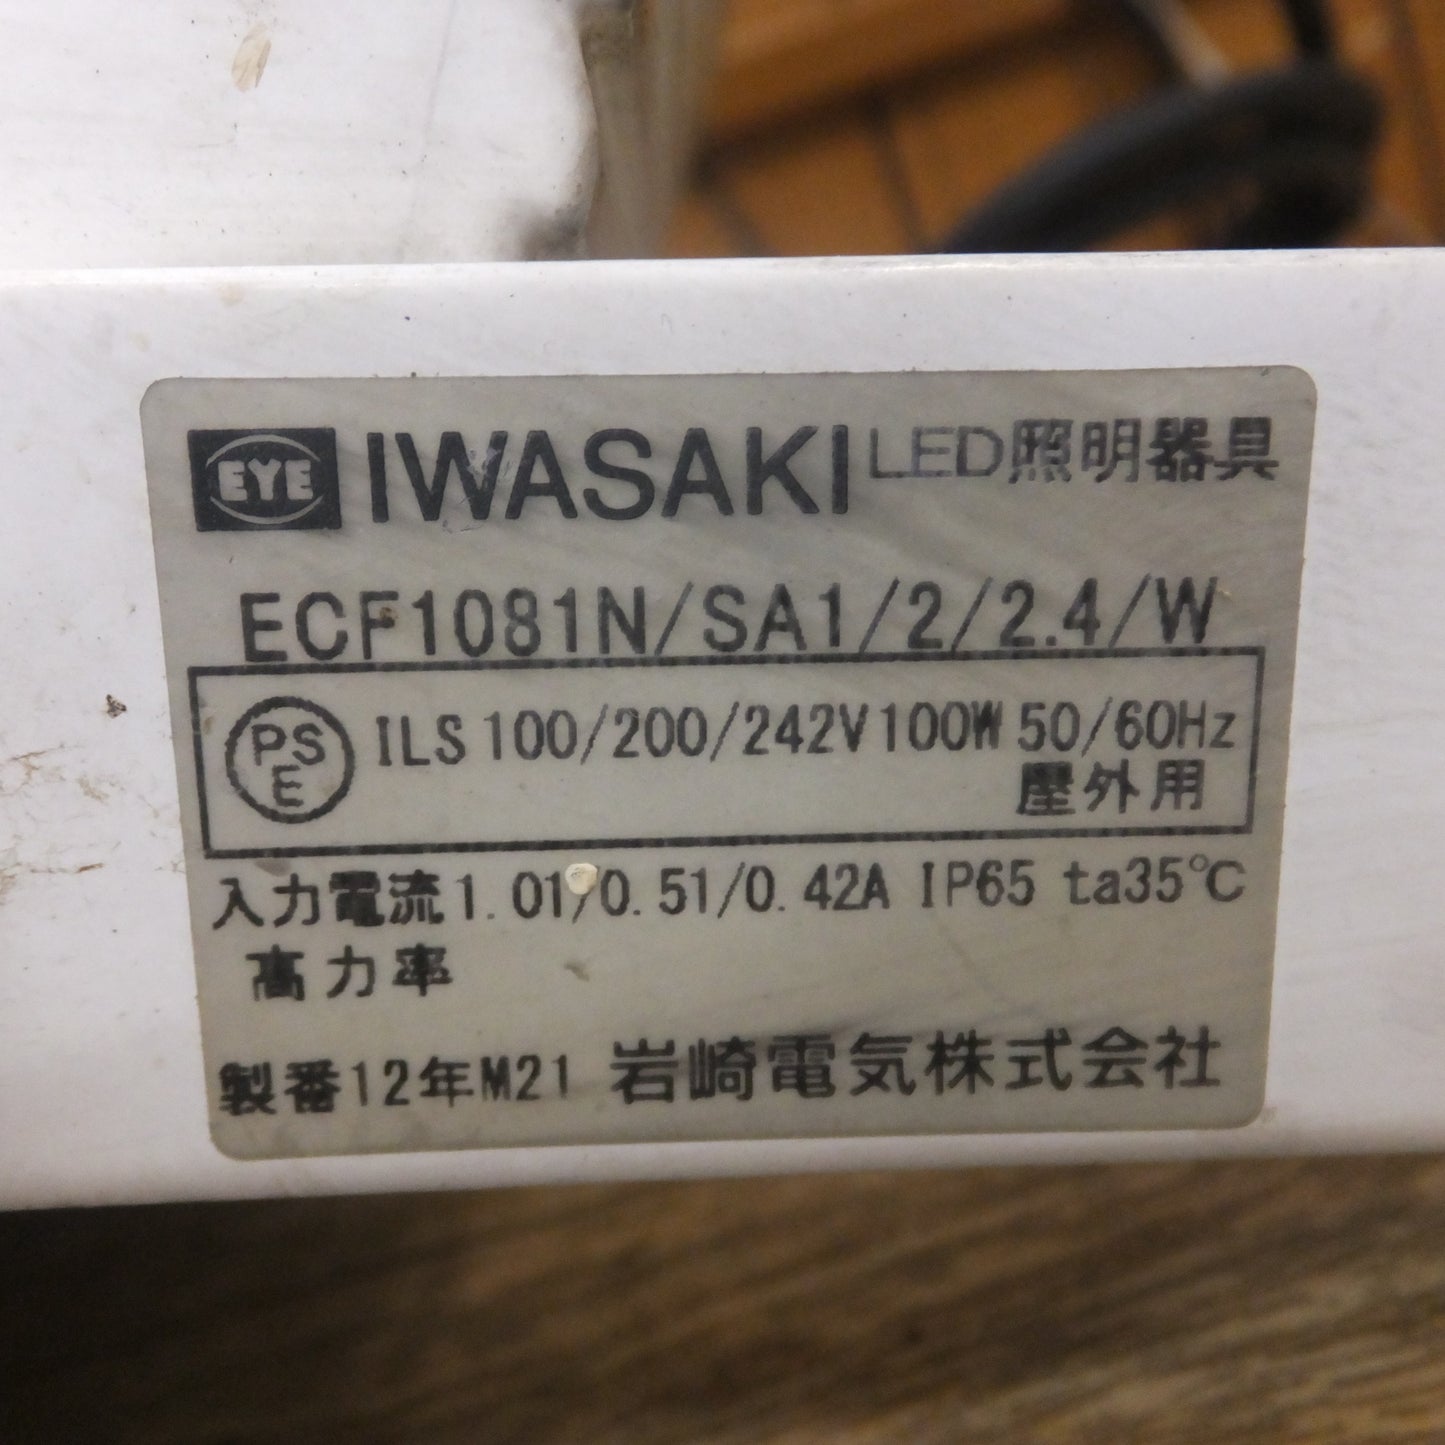 EYE IWASAKI LED照明器具
ECF1081N/SA1/2/2.4/W
PSE ILS 100/200/242V 100W 50/60Hz
屋外用
入力電流1.01/0.51/0.42A IP65 ta35℃
高力率
製番12年M21 岩崎電気株式会社